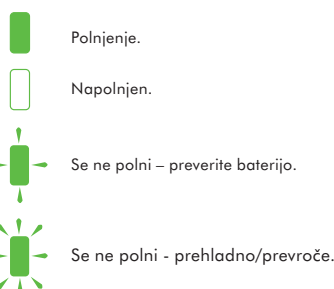 Polnjenje.
Napolnjen.
Se ne polni – preverite baterijo.
Se ne polni - prehladno/prevroče.